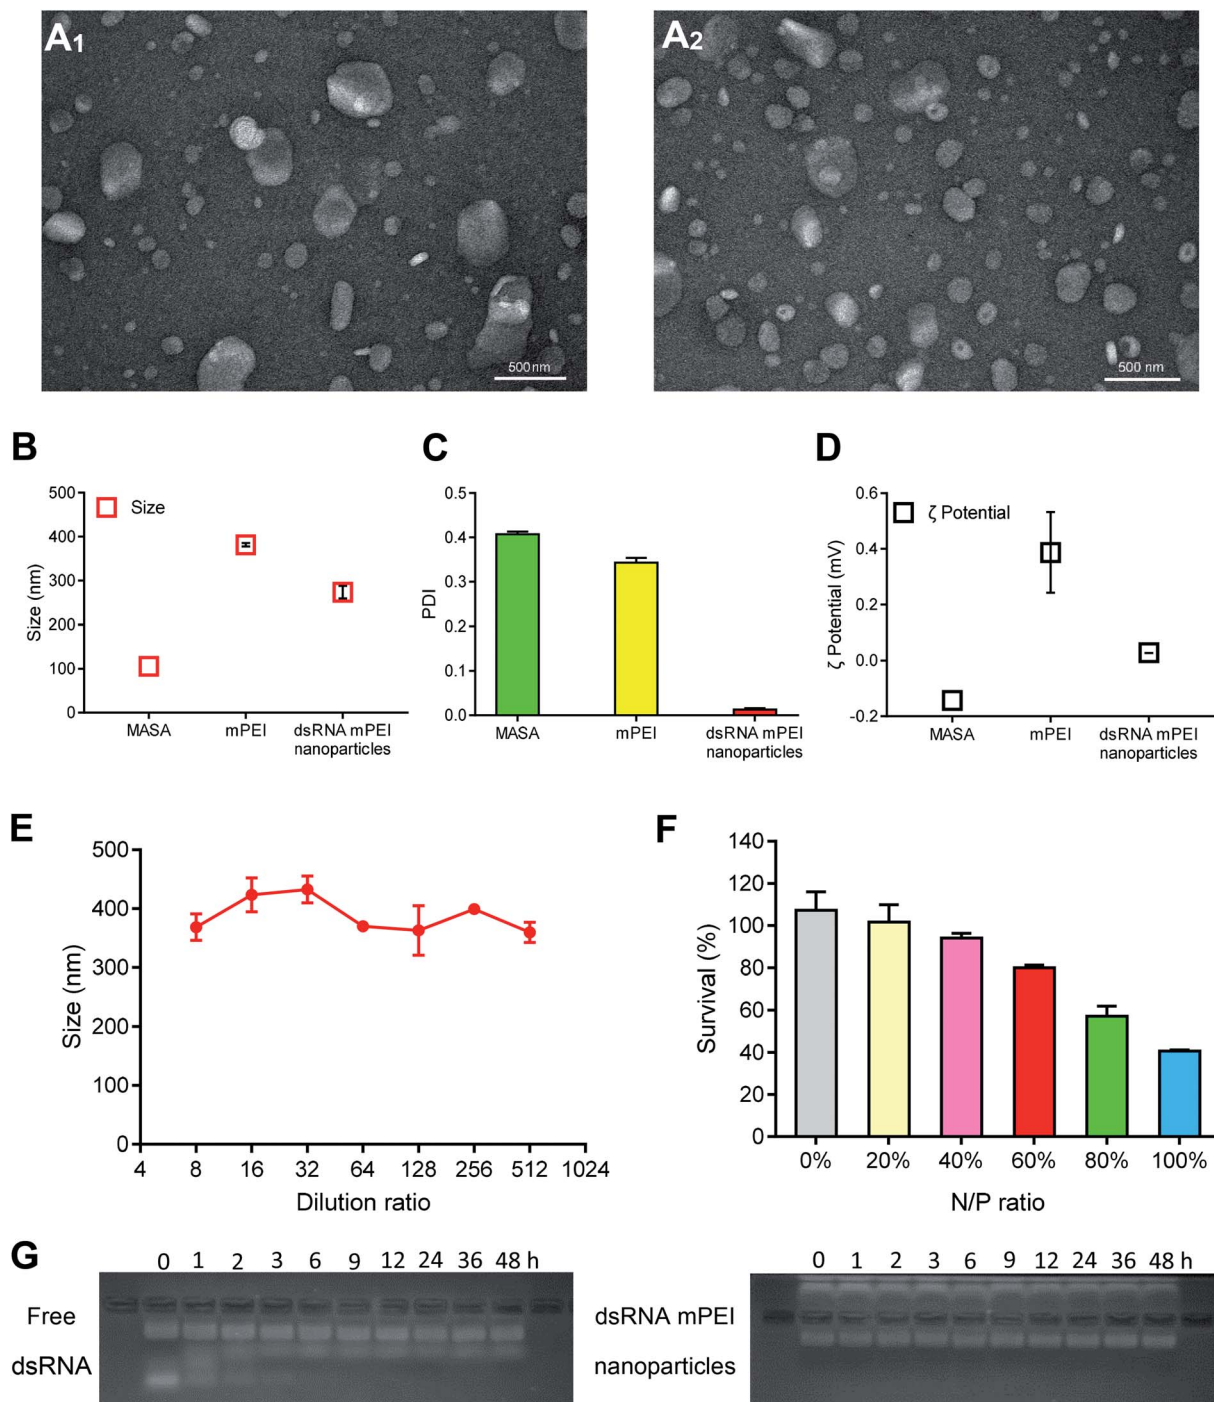 A1
A2
500 nm
500 nm
B
C
D
Size
500
400
300
200
100
0
Size (nm)
MASA
mPEI
dsRNA mPEI
nanoparticles
0.5
0.4
0.3
0.2
0.1
0.0
PDI
MASA
mPEI
dsRNA mPEI
nanoparticles
ζ Potential
0.6
0.4
0.2
0.0
-0.2
ζ Potential (mV)
MASA
mPEI
dsRNA mPEI
nanoparticles
E
F
500
400
300
200
100
0
Size (nm)
4 8 16 32 64 128 256 512 1024
Dilution ratio
140
120
100
80
60
40
20
0
Survival (%)
0% 20% 40% 60% 80% 100%
N/P ratio
G
0 1 2 3 6 9 12 24 36 48 h
Free
dsRNA
0 1 2 3 6 9 12 24 36 48 h
dsRNA mPEI
nanoparticles